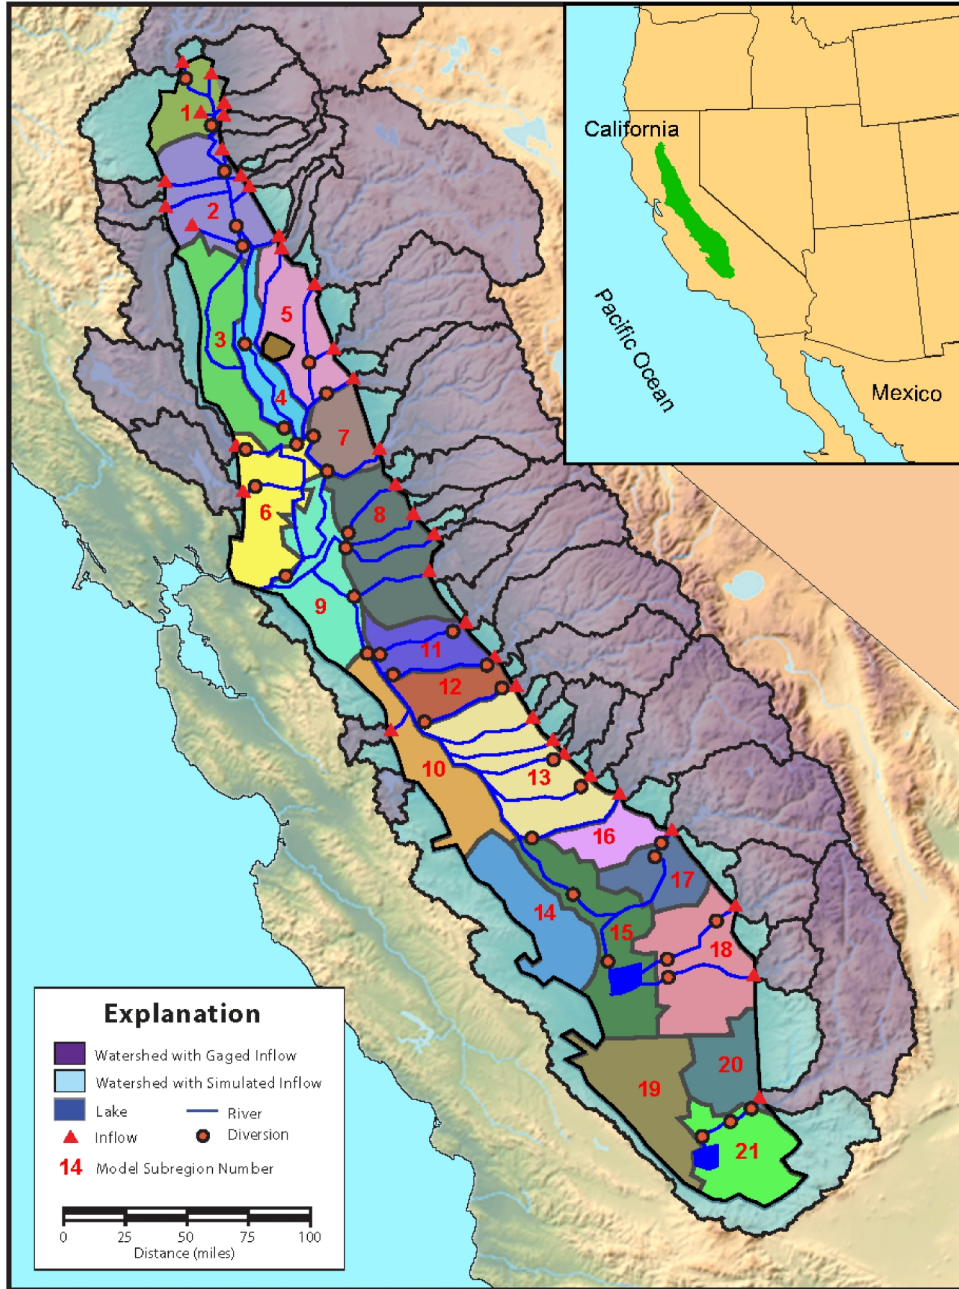 California
Pacific Ocean
Mexico
1
2
3
5
4
7
6
8
9
11
12
10
13
16
17
14
15
18
19
20
21
Explanation
Watershed with Gaged Inflow
Watershed with Simulated Inflow
Lake
River
Inflow
Diversion
14 Model Subregion Number
0 25 50 75 100
Distance (miles)